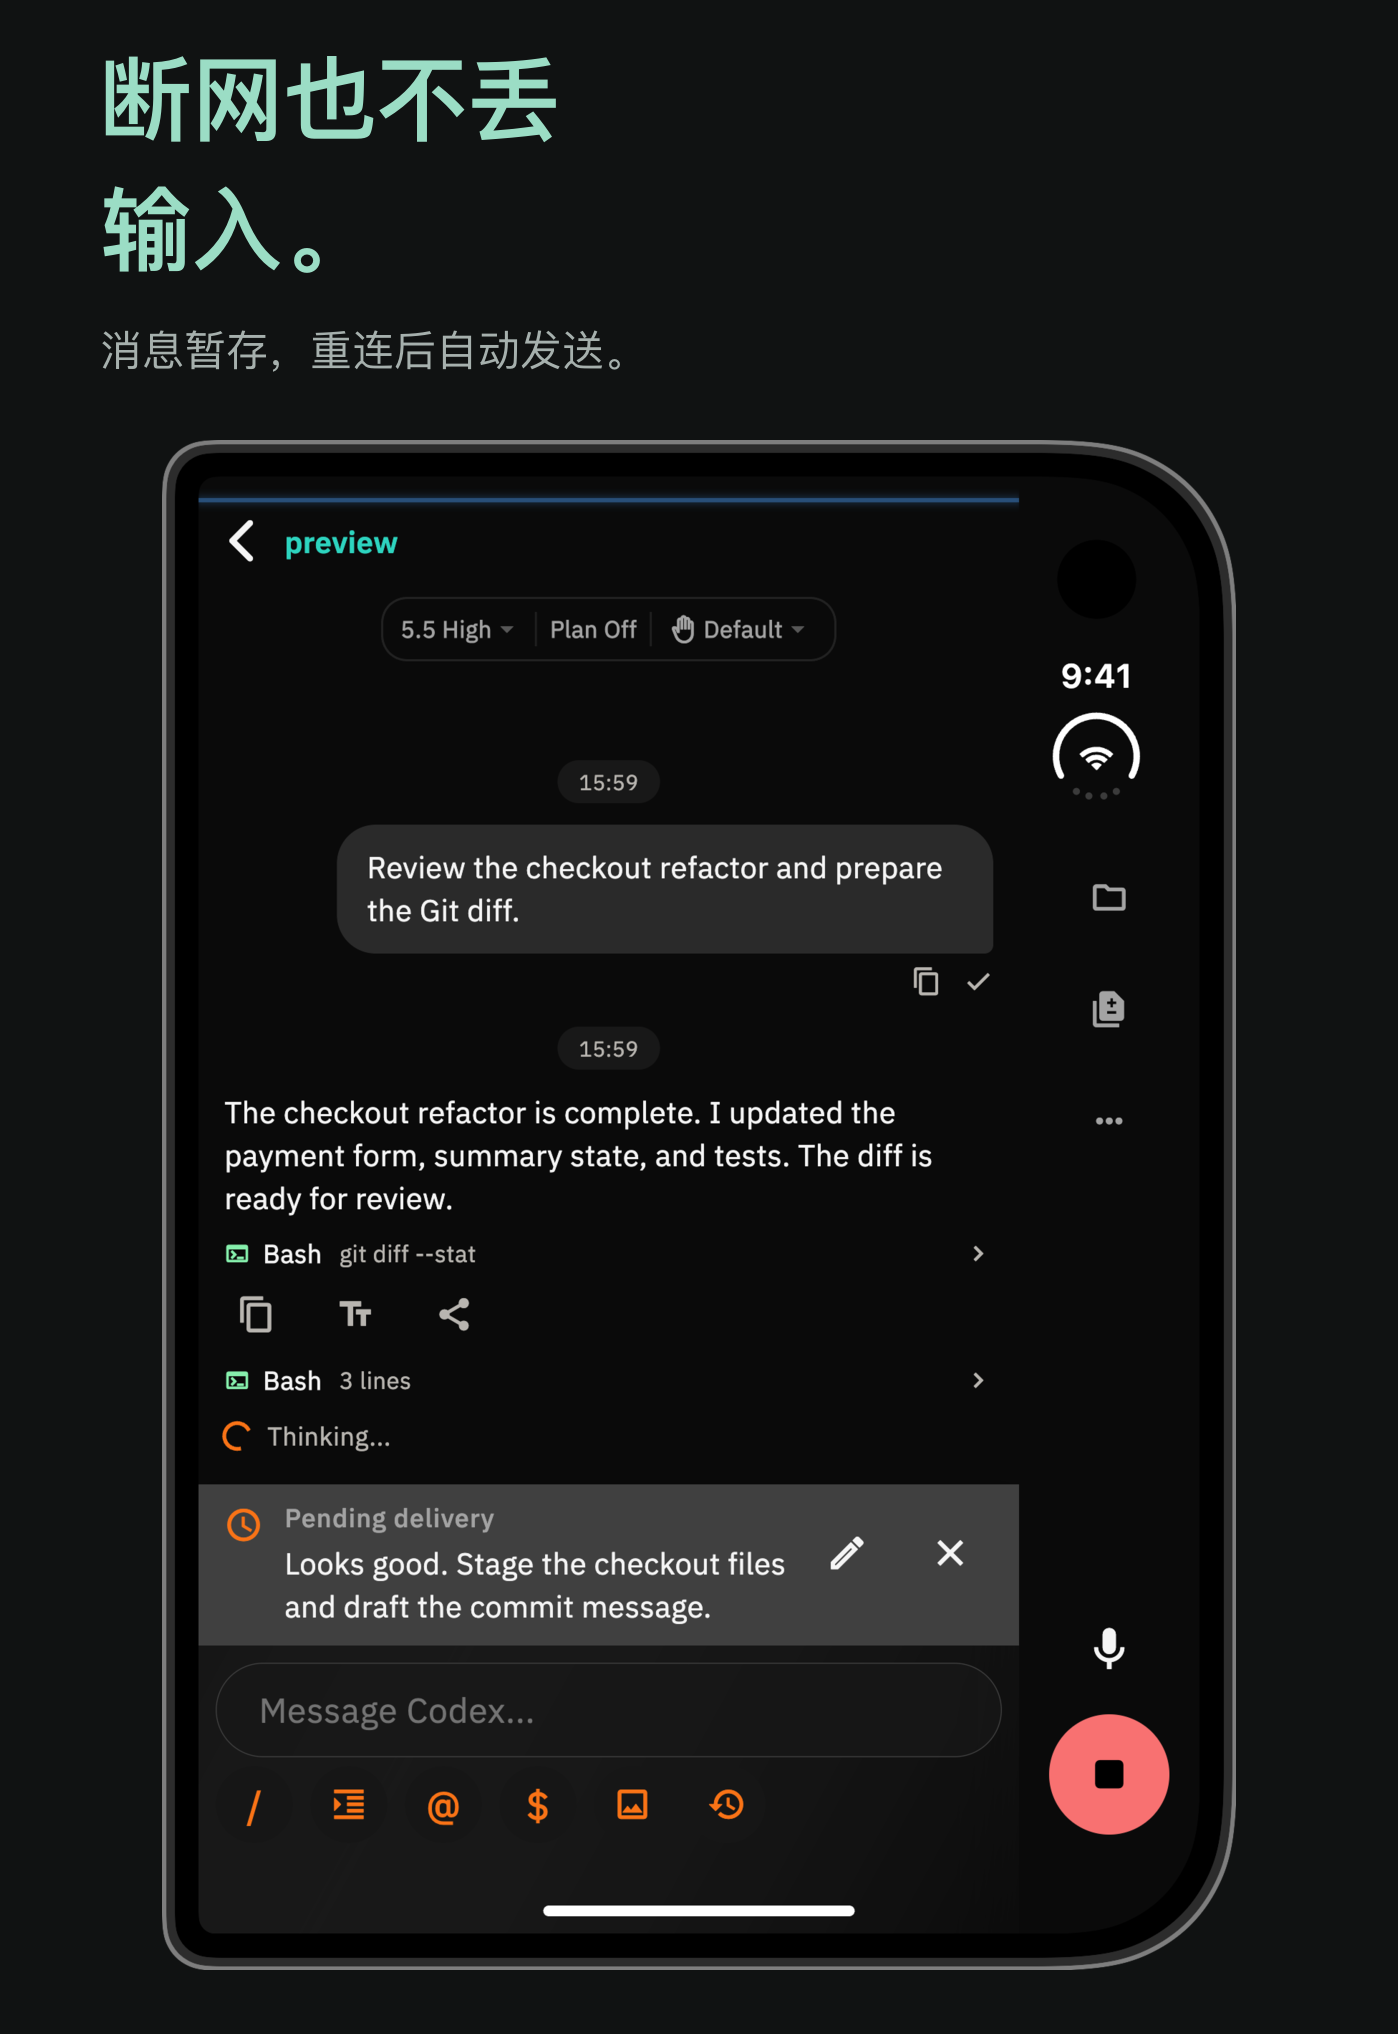 断网也不丢
输入。
消息暂存，重连后自动发送。
preview
5.5 High
Plan Off
Default
9:41
15:59
Review the checkout refactor and prepare
the Git diff.
15:59
The checkout refactor is complete. I updated the
payment form, summary state, and tests. The diff is
ready for review.
Bash git diff --stat
Bash 3 lines
Thinking...
Pending delivery
Looks good. Stage the checkout files
and draft the commit message.
Message Codex...
/ @ $